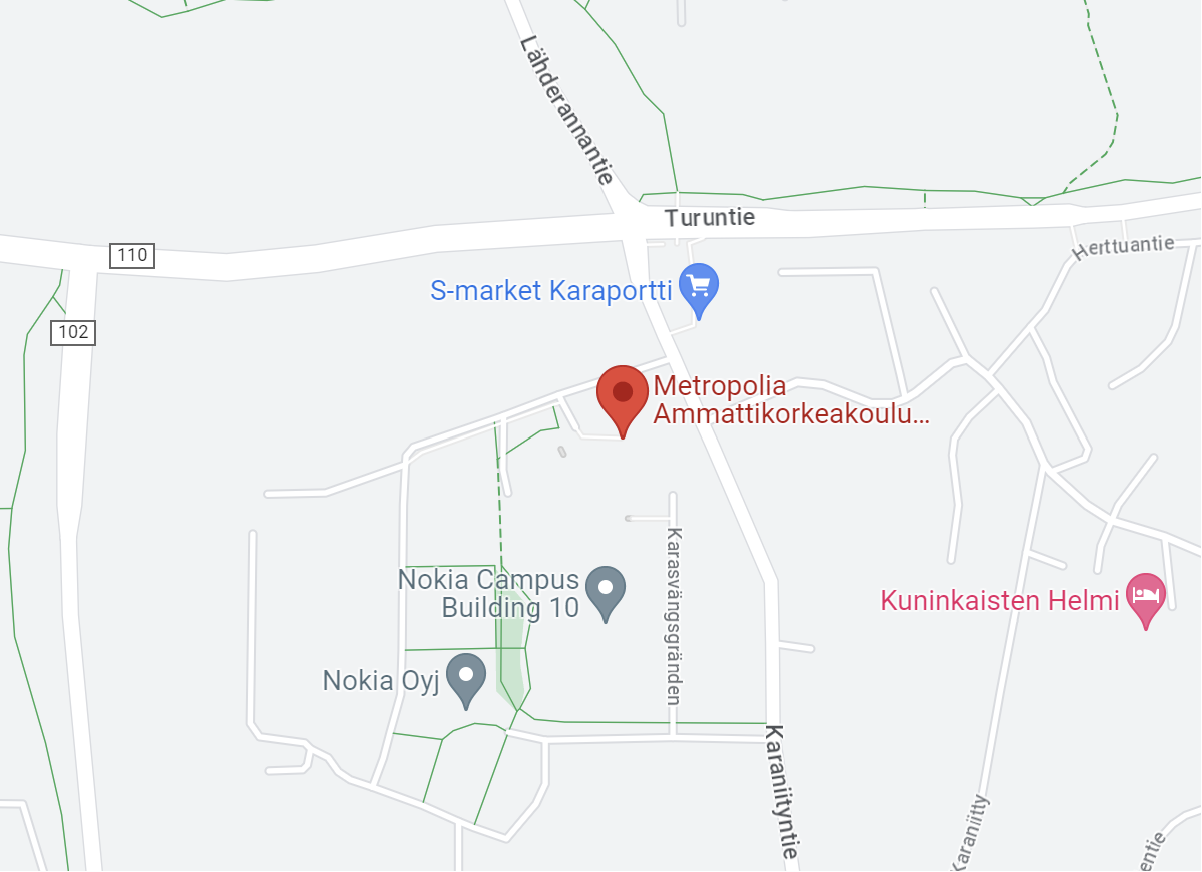 Lähderannantie
Turuntie
110
Herttuantie
S-market Karaportti
102
Metropolia
Ammattikorkeakoulu...
Karasvängsgränden
Nokia Campus
Building 10
Kuninkaisten Helmi
Nokia Oyj
Karaniityntie
Karaniitty
entie